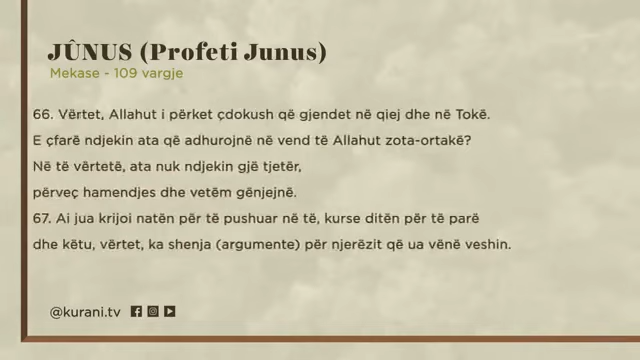 JÛNUS (Profeti Junus)
Mekase - 109 vargje
66. Vërtet, Allahut i përket çdokush që gjendet në qiej dhe në Tokë.
E çfarë ndjekin ata që adhurojnë në vend të Allahut zota-ortakë?
Në të vërtetë, ata nuk ndjekin gjë tjetër,
përveç hamendjes dhe vetëm gënjejnë.
67. Ai jua krijoi natën për të pushuar në të, kurse ditën për të parë
dhe këtu, vërtet, ka shenja (argumente) për njerëzit që ua vënë veshin.
@kurani.tv